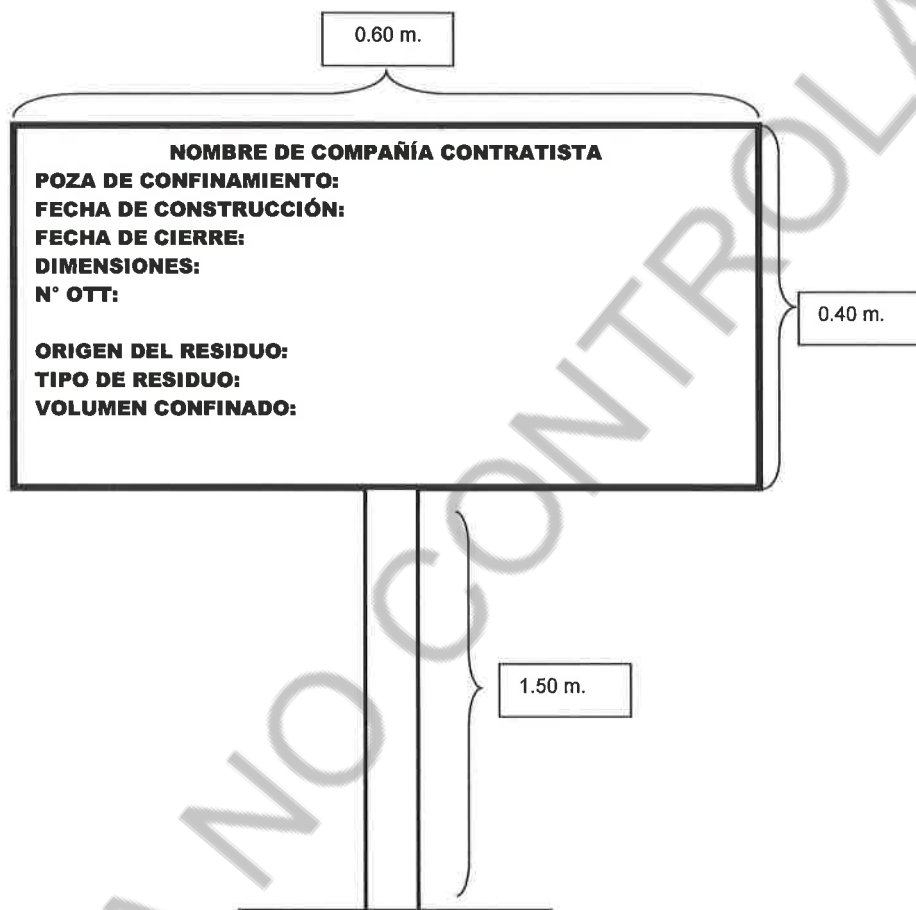 0.60 m.
NOMBRE DE COMPAÑÍA CONTRATISTA
POZA DE CONFINAMIENTO:
FECHA DE CONSTRUCCIÓN:
FECHA DE CIERRE:
DIMENSIONES:
N° OTT:
0.40 m.
ORIGEN DEL RESIDUO:
TIPO DE RESIDUO:
VOLUMEN CONFINADO:
1.50 m.
A NO CONTROLA